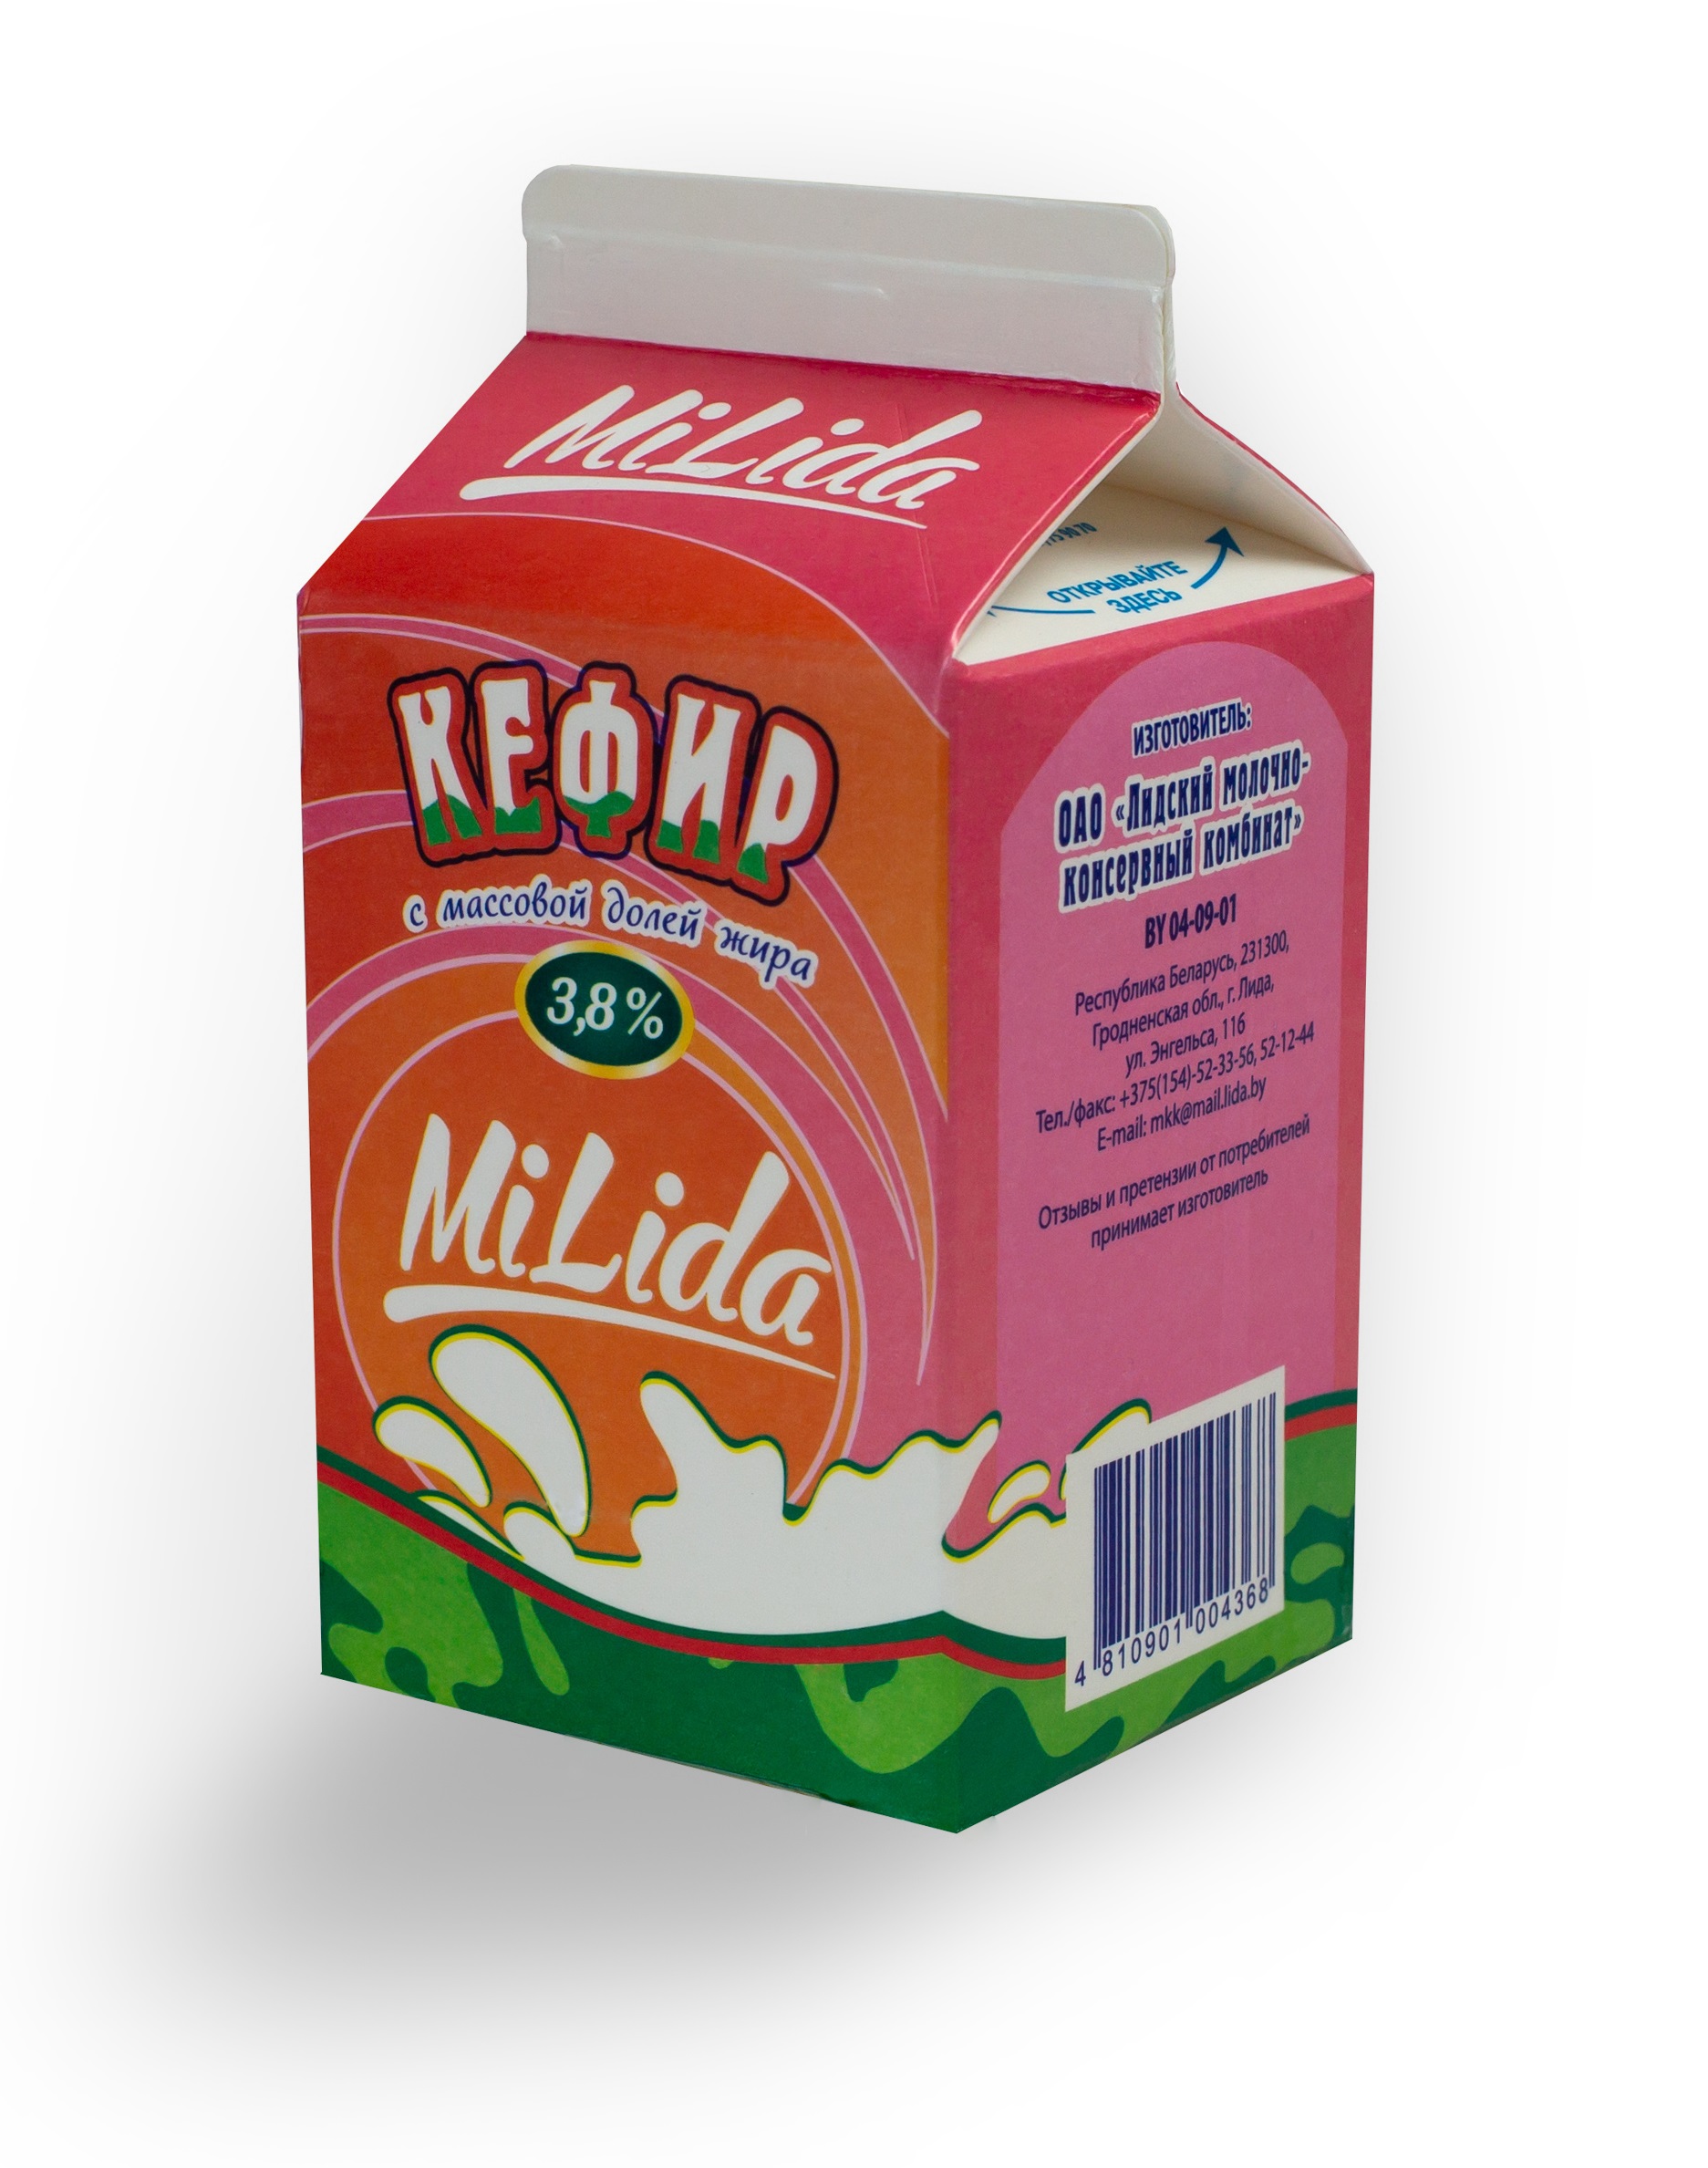 MiLida
КЕФИР
с массовой долей жира
3,8%
MiLida
ОТКРЫВАЙТЕ
ЗДЕСЬ
ИЗГОТОВИТЕЛЬ:
ОАО «Лидский молочно-
консервный комбинат»
BY 04-09-01
Республика Беларусь, 231300,
Гродненская обл., г. Лида,
ул. Энгельса, 116
Тел./факс: +375(154)-52-33-56, 52-12-44
E-mail: mkk@mail.lida.by
Отзывы и претензии от потребителей
принимает изготовитель
4 810901 004368